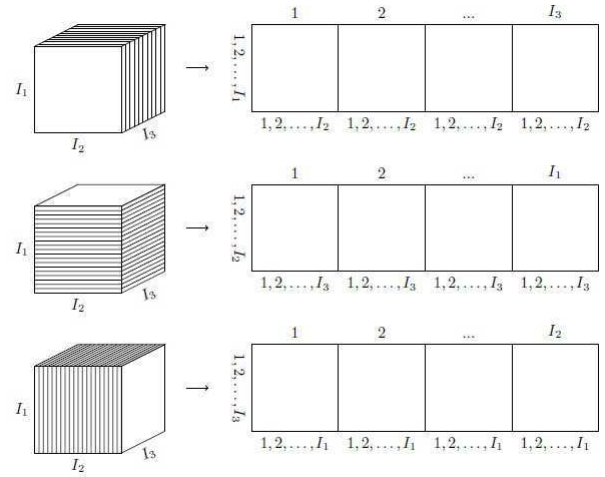 1 2 ... I₃
I₁
1, 2, . . . , I₁
I₃
I₂
1, 2, . . . , I₂ 1, 2, . . . , I₂ 1, 2, . . . , I₂ 1, 2, . . . , I₂
1 2 ... I₁
I₁
1, 2, . . . , I₂
I₃
I₂
1, 2, . . . , I₃ 1, 2, . . . , I₃ 1, 2, . . . , I₃ 1, 2, . . . , I₃
1 2 ... I₂
I₁
1, 2, . . . , I₃
I₃
I₂
1, 2, . . . , I₁ 1, 2, . . . , I₁ 1, 2, . . . , I₁ 1, 2, . . . , I₁